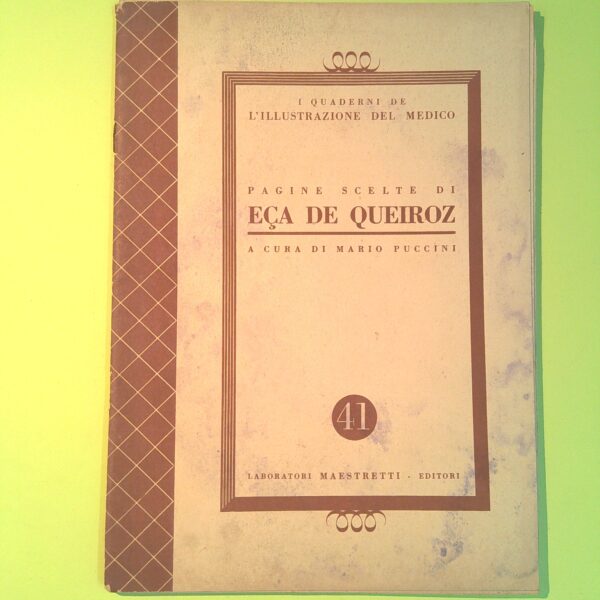 I QUADERNI DE
L'ILLUSTRAZIONE DEL MEDICO
PAGINE SCELTE DI
EÇA DE QUEIROZ
A CURA DI MARIO PUCCINI
41
LABORATORI MAESTRETTI - EDITORI